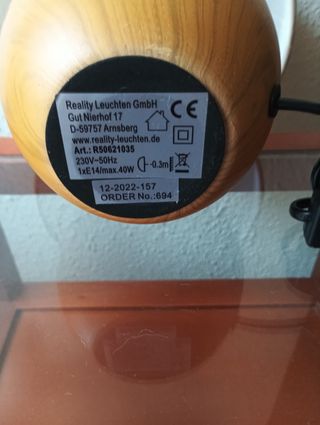 Reality Leuchten GmbH
Gut Nierhof 17
D-59757 Arnsberg
www.reality-leuchten.de
Art.: R50621035
230V~50Hz
1xE14/max.40W
0.3m
CE
12-2022-157
ORDER No.:694